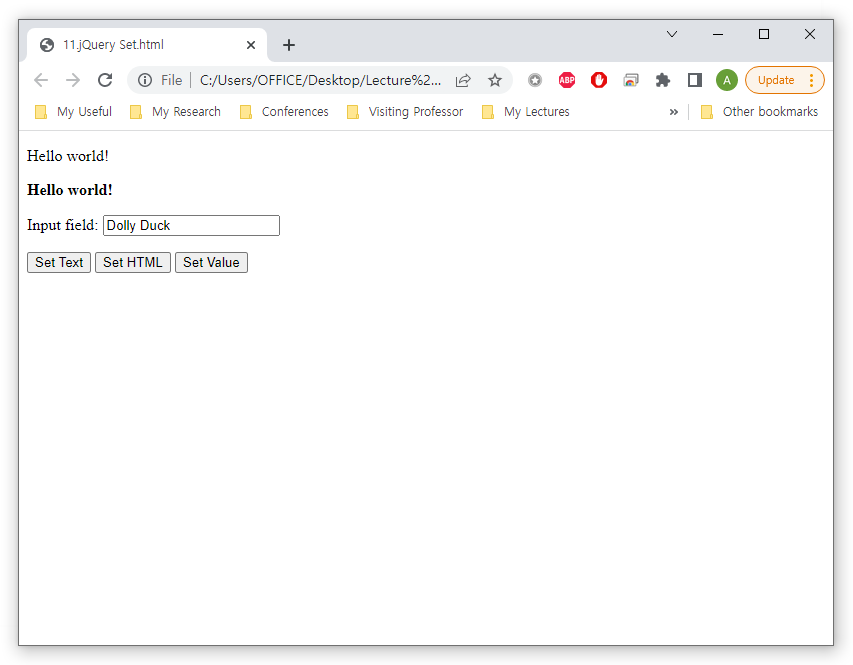 11.jQuery Set.html
File C:/Users/OFFICE/Desktop/Lecture%2... ABP A Update
My Useful My Research Conferences Visiting Professor My Lectures » Other bookmarks
Hello world!
Hello world!
Input field: Dolly Duck
Set Text Set HTML Set Value